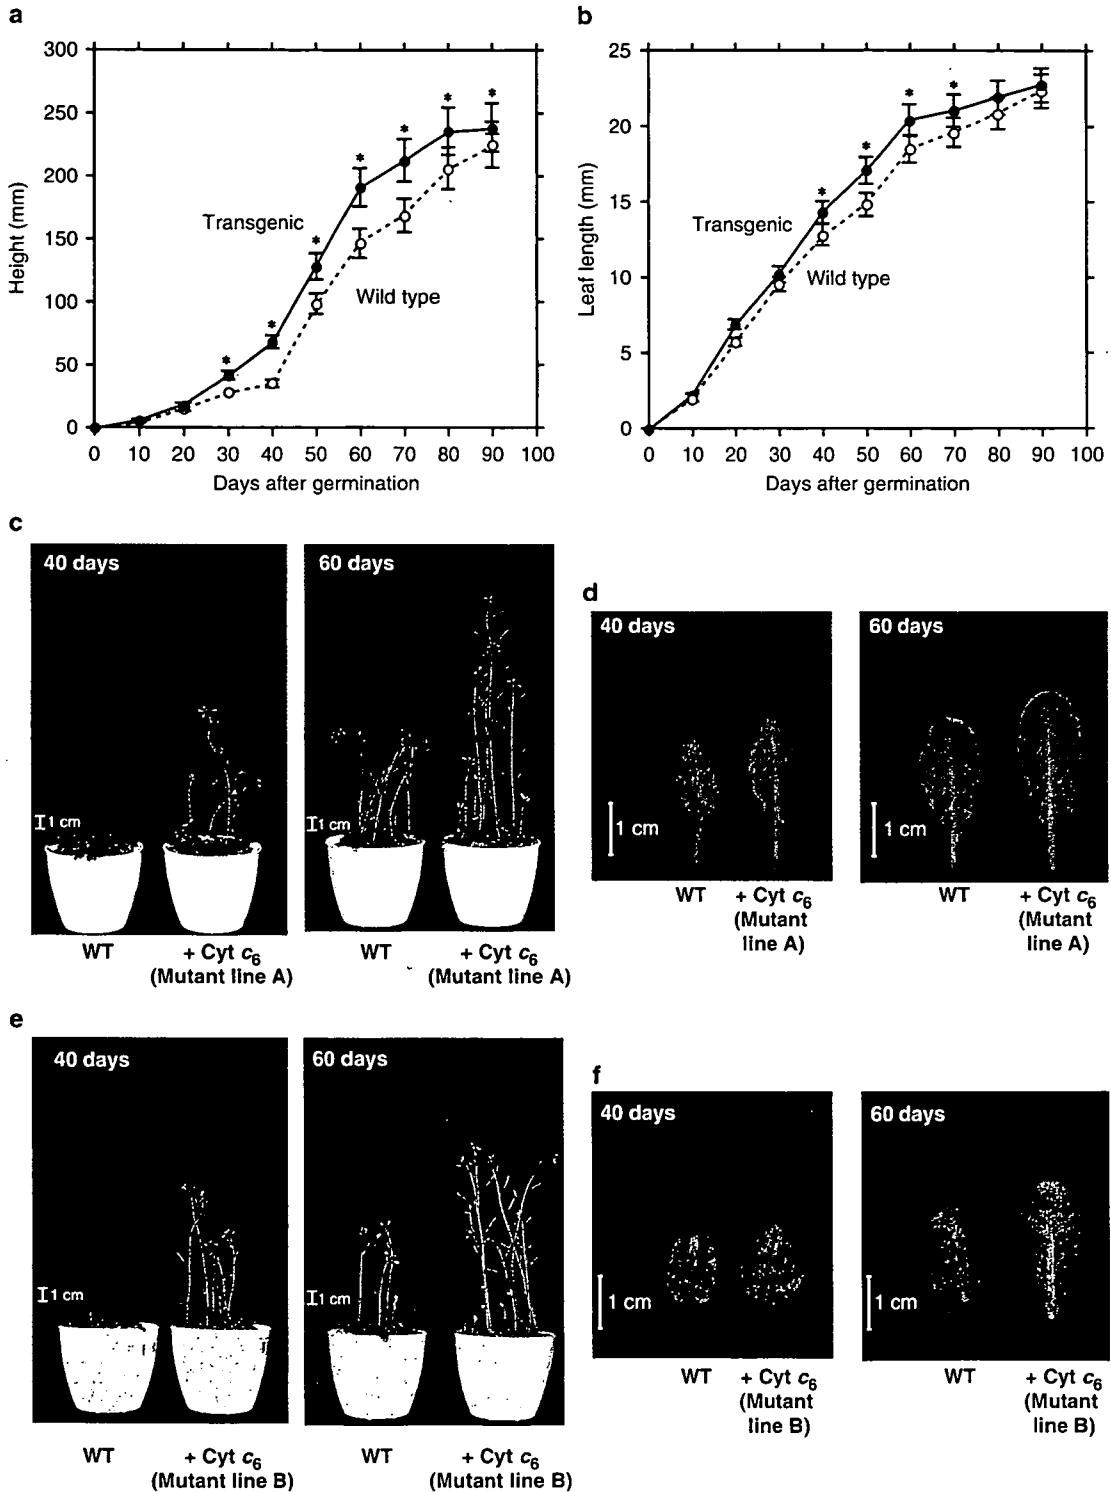 a
300
250
200
150
100
50
0
Height (mm)
Transgenic
Wild type
* * * * * * *
0 10 20 30 40 50 60 70 80 90 100
Days after germination
b
25
20
15
10
5
0
Leaf length (mm)
Transgenic
Wild type
* * * *
0 10 20 30 40 50 60 70 80 90 100
Days after germination
c
40 days
1 cm
WT
+ Cyt c6
(Mutant line A)
60 days
1 cm
WT
+ Cyt c6
(Mutant line A)
d
40 days
1 cm
WT
+ Cyt c6
(Mutant
line A)
60 days
1 cm
WT
+ Cyt c6
(Mutant
line A)
e
40 days
1 cm
WT
+ Cyt c6
(Mutant line B)
60 days
1 cm
WT
+ Cyt c6
(Mutant line B)
f
40 days
1 cm
WT
+ Cyt c6
(Mutant
line B)
60 days
1 cm
WT
+ Cyt c6
(Mutant
line B)